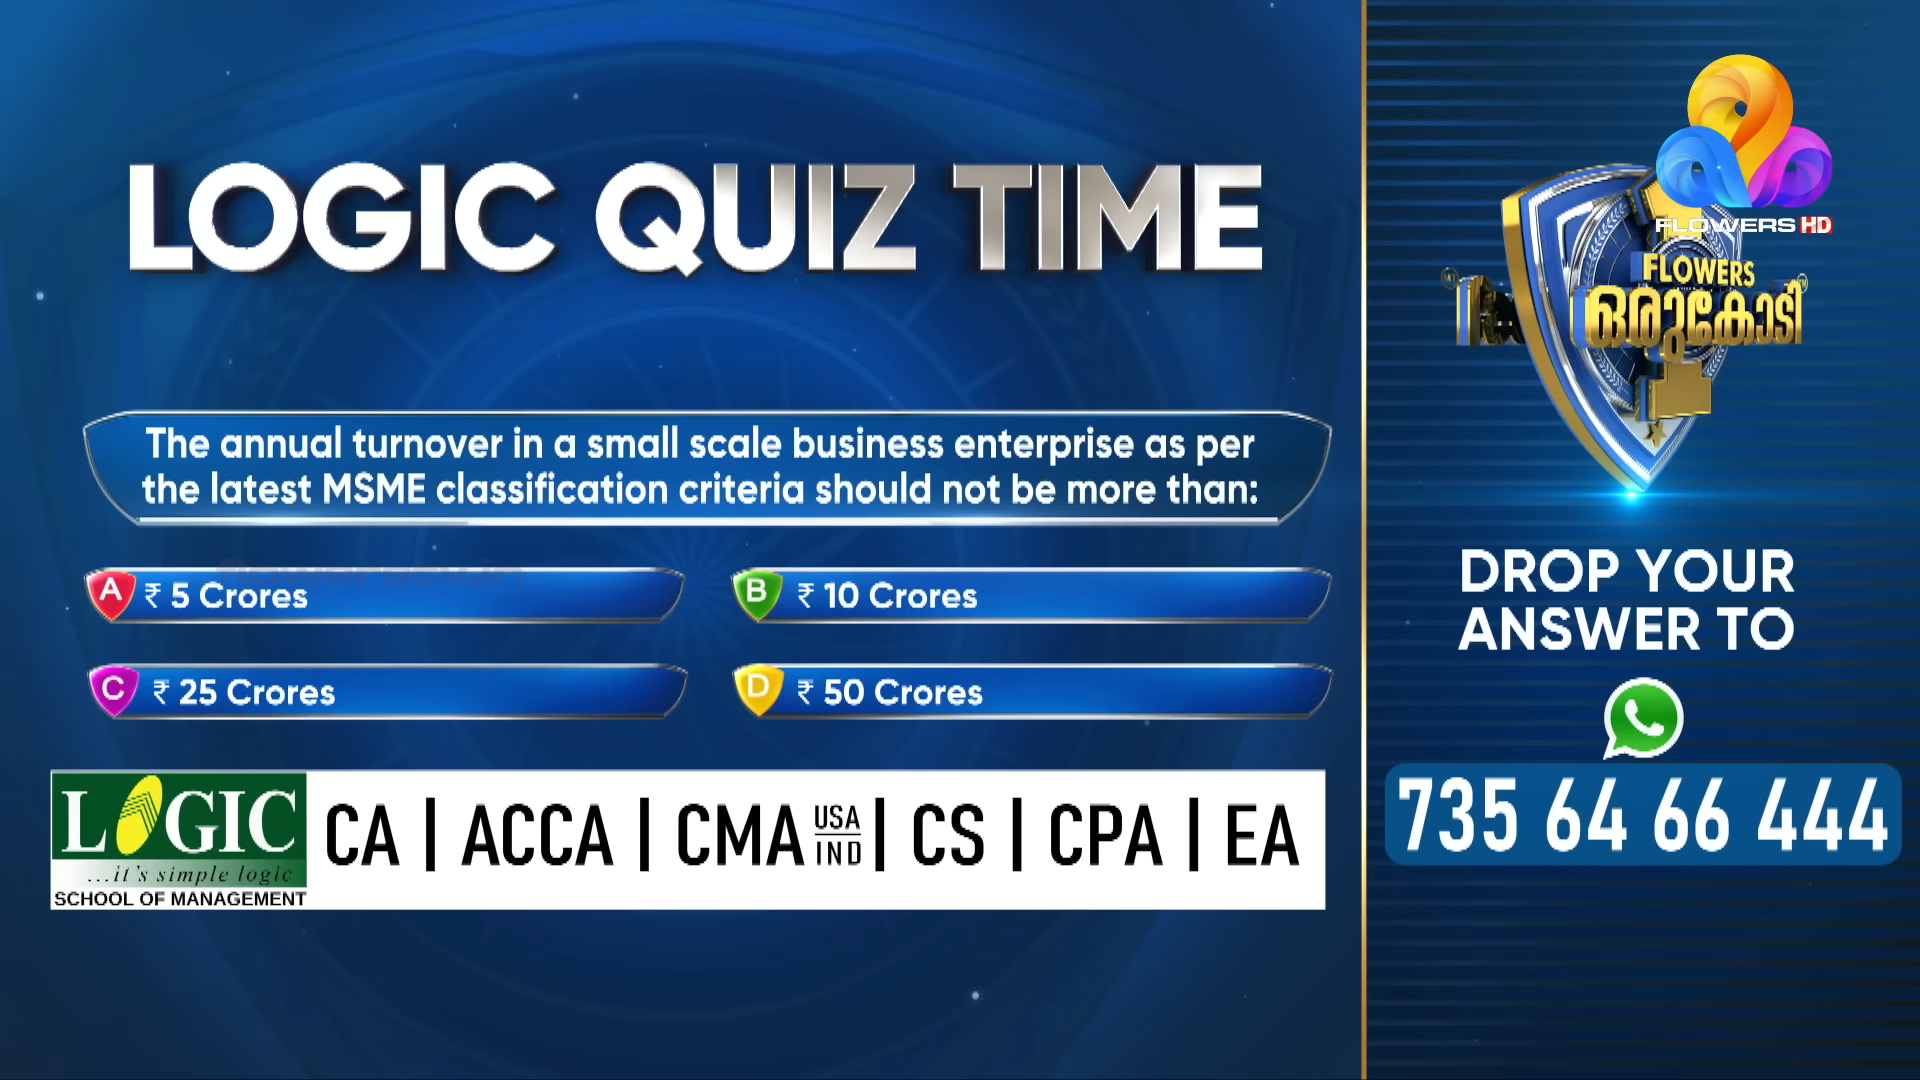 LOGIC QUIZ TIME
The annual turnover in a small scale business enterprise as per
the latest MSME classification criteria should not be more than:
A ₹ 5 Crores
B ₹ 10 Crores
C ₹ 25 Crores
D ₹ 50 Crores
LOGIC
...it's simple logic
SCHOOL OF MANAGEMENT
CA | ACCA | CMA USA IND | CS | CPA | EA
FLOWERS HD
FLOWERS
ഒരുകോടി
DROP YOUR
ANSWER TO
735 64 66 444